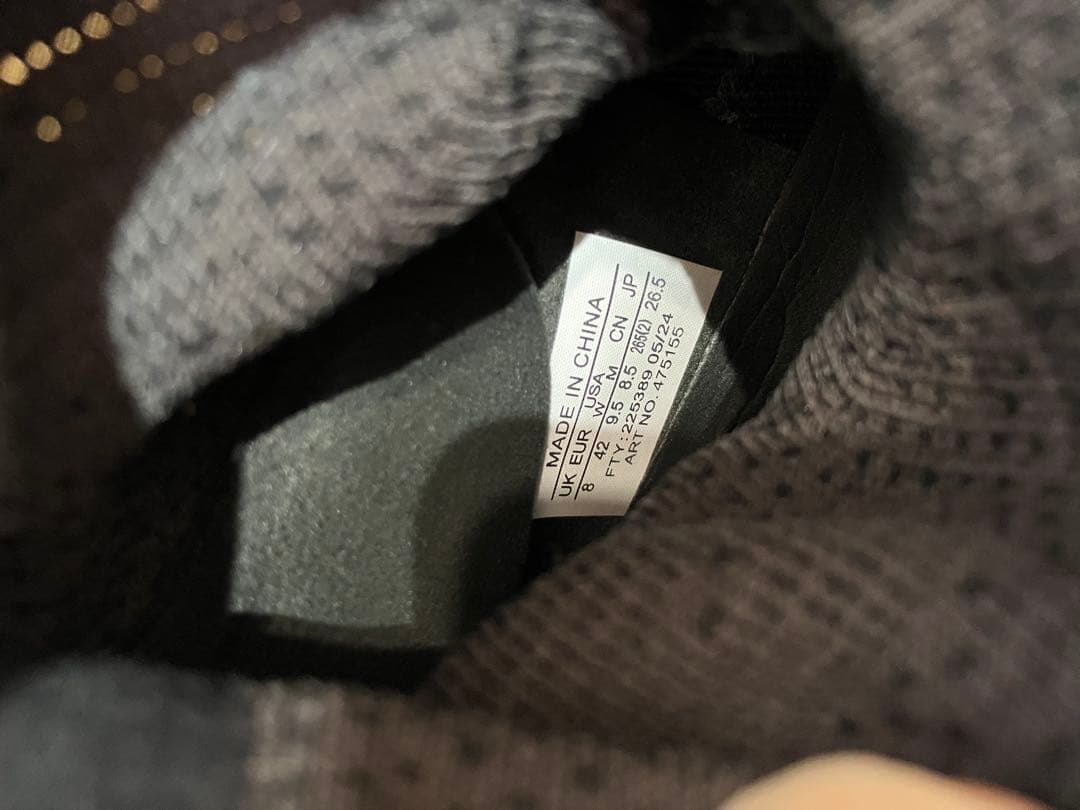 MADE IN CHINA
UK EUR USA CN JP
W M
8 42 9.5 8.5 265(2) 26.5
FTY:225389 05/24
ART NO. 475155